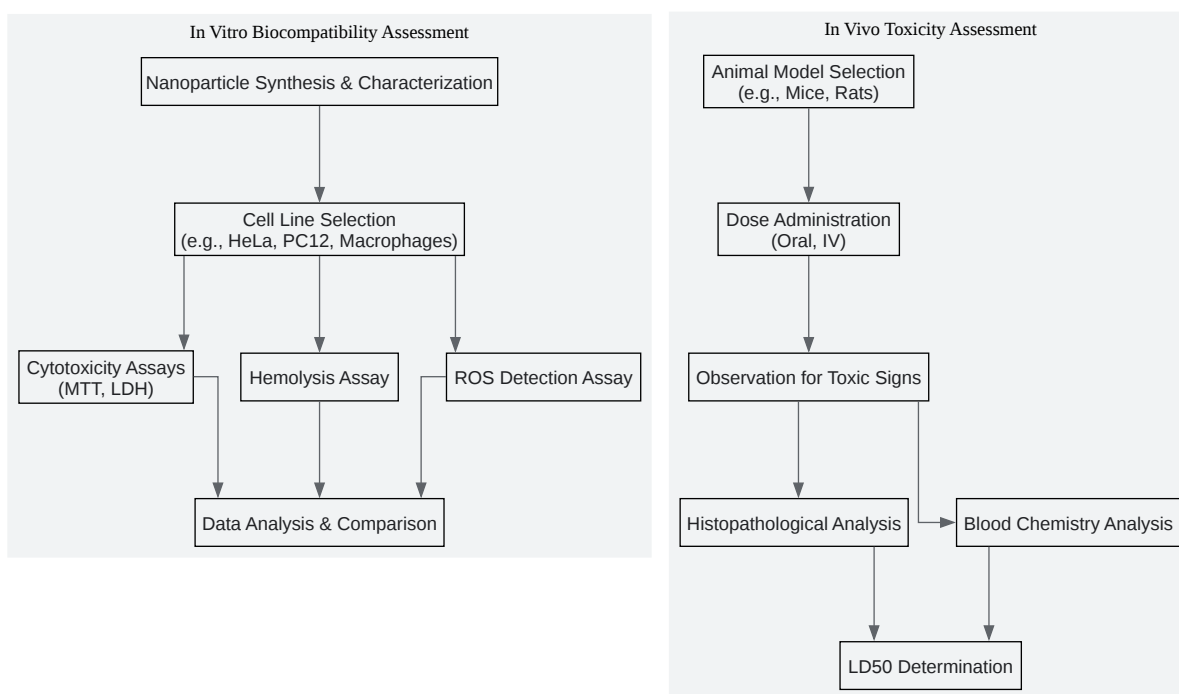 In Vitro Biocompatibility Assessment
Nanoparticle Synthesis & Characterization
Cell Line Selection
(e.g., HeLa, PC12, Macrophages)
Cytotoxicity Assays
(MTT, LDH)
Hemolysis Assay
ROS Detection Assay
Data Analysis & Comparison
In Vivo Toxicity Assessment
Animal Model Selection
(e.g., Mice, Rats)
Dose Administration
(Oral, IV)
Observation for Toxic Signs
Histopathological Analysis
Blood Chemistry Analysis
LD50 Determination